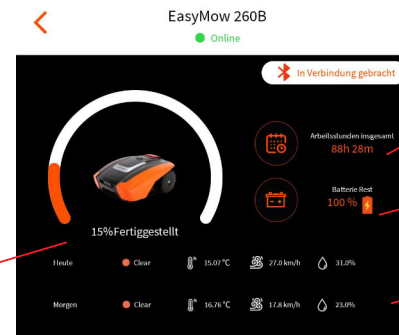 EasyMow 260B
Online
In Verbindung gebracht
Arbeitsstunden insgesamt
88h 28m
Batterie Rest
100 %
15%Fertiggestellt
Heute Clear 15.07 °C 27.0 km/h 31.0%
Morgen Clear 16.76 °C 17.8 km/h 23.0%